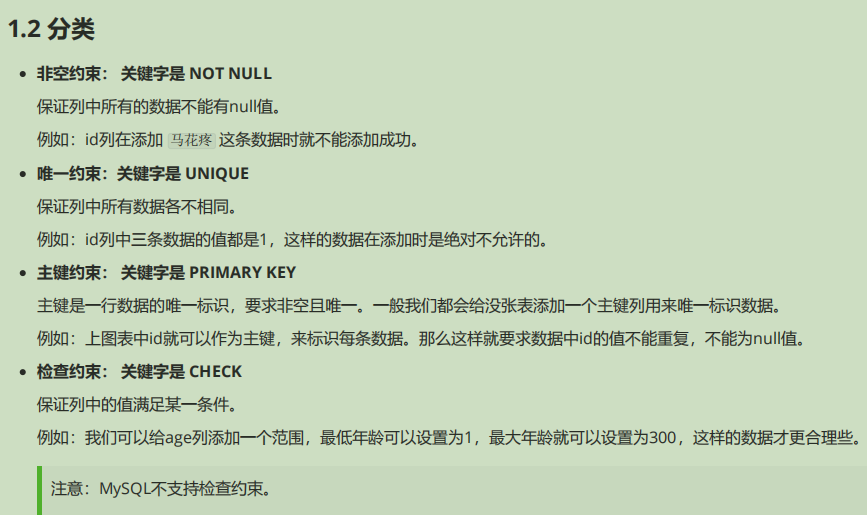 1.2 分类
非空约束： 关键字是 NOT NULL
保证列中所有的数据不能有null值。
例如：id列在添加 马花疼 这条数据时就不能添加成功。
唯一约束：关键字是 UNIQUE
保证列中所有数据各不相同。
例如：id列中三条数据的值都是1，这样的数据在添加时是绝对不允许的。
主键约束： 关键字是 PRIMARY KEY
主键是一行数据的唯一标识，要求非空且唯一。一般我们都会给没张表添加一个主键列用来唯一标识数据。
例如：上图表中id就可以作为主键，来标识每条数据。那么这样就要求数据中id的值不能重复，不能为null值。
检查约束： 关键字是 CHECK
保证列中的值满足某一条件。
例如：我们可以给age列添加一个范围，最低年龄可以设置为1，最大年龄就可以设置为300，这样的数据才更合理些。
注意：MySQL不支持检查约束。